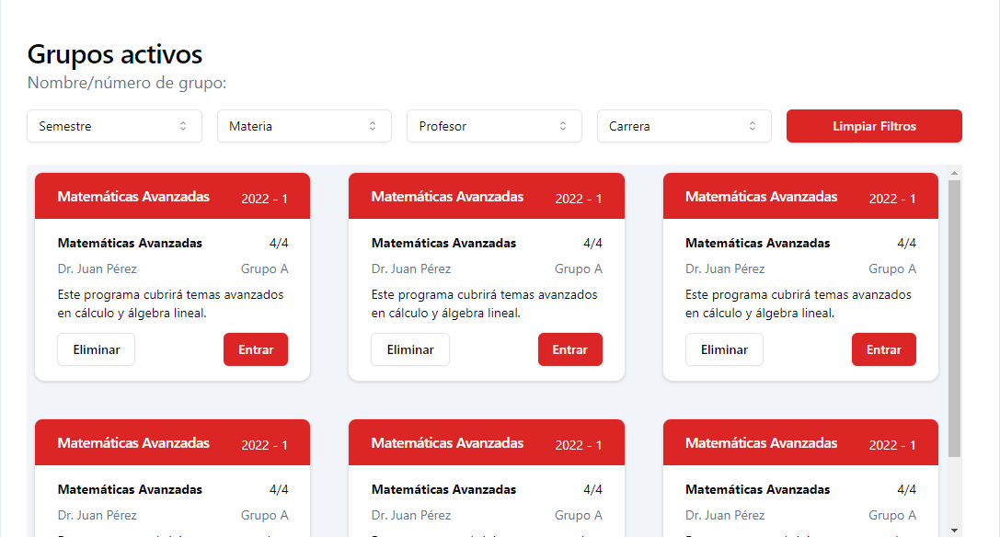 Grupos activos
Nombre/número de grupo:
Semestre
Materia
Profesor
Carrera
Limpiar Filtros
Matemáticas Avanzadas 2022 - 1
Matemáticas Avanzadas 4/4
Dr. Juan Pérez Grupo A
Este programa cubrirá temas avanzados
en cálculo y álgebra lineal.
Eliminar Entrar
Matemáticas Avanzadas 2022 - 1
Matemáticas Avanzadas 4/4
Dr. Juan Pérez Grupo A
Este programa cubrirá temas avanzados
en cálculo y álgebra lineal.
Eliminar Entrar
Matemáticas Avanzadas 2022 - 1
Matemáticas Avanzadas 4/4
Dr. Juan Pérez Grupo A
Este programa cubrirá temas avanzados
en cálculo y álgebra lineal.
Eliminar Entrar
Matemáticas Avanzadas 2022 - 1
Matemáticas Avanzadas 4/4
Dr. Juan Pérez Grupo A
Matemáticas Avanzadas 2022 - 1
Matemáticas Avanzadas 4/4
Dr. Juan Pérez Grupo A
Matemáticas Avanzadas 2022 - 1
Matemáticas Avanzadas 4/4
Dr. Juan Pérez Grupo A